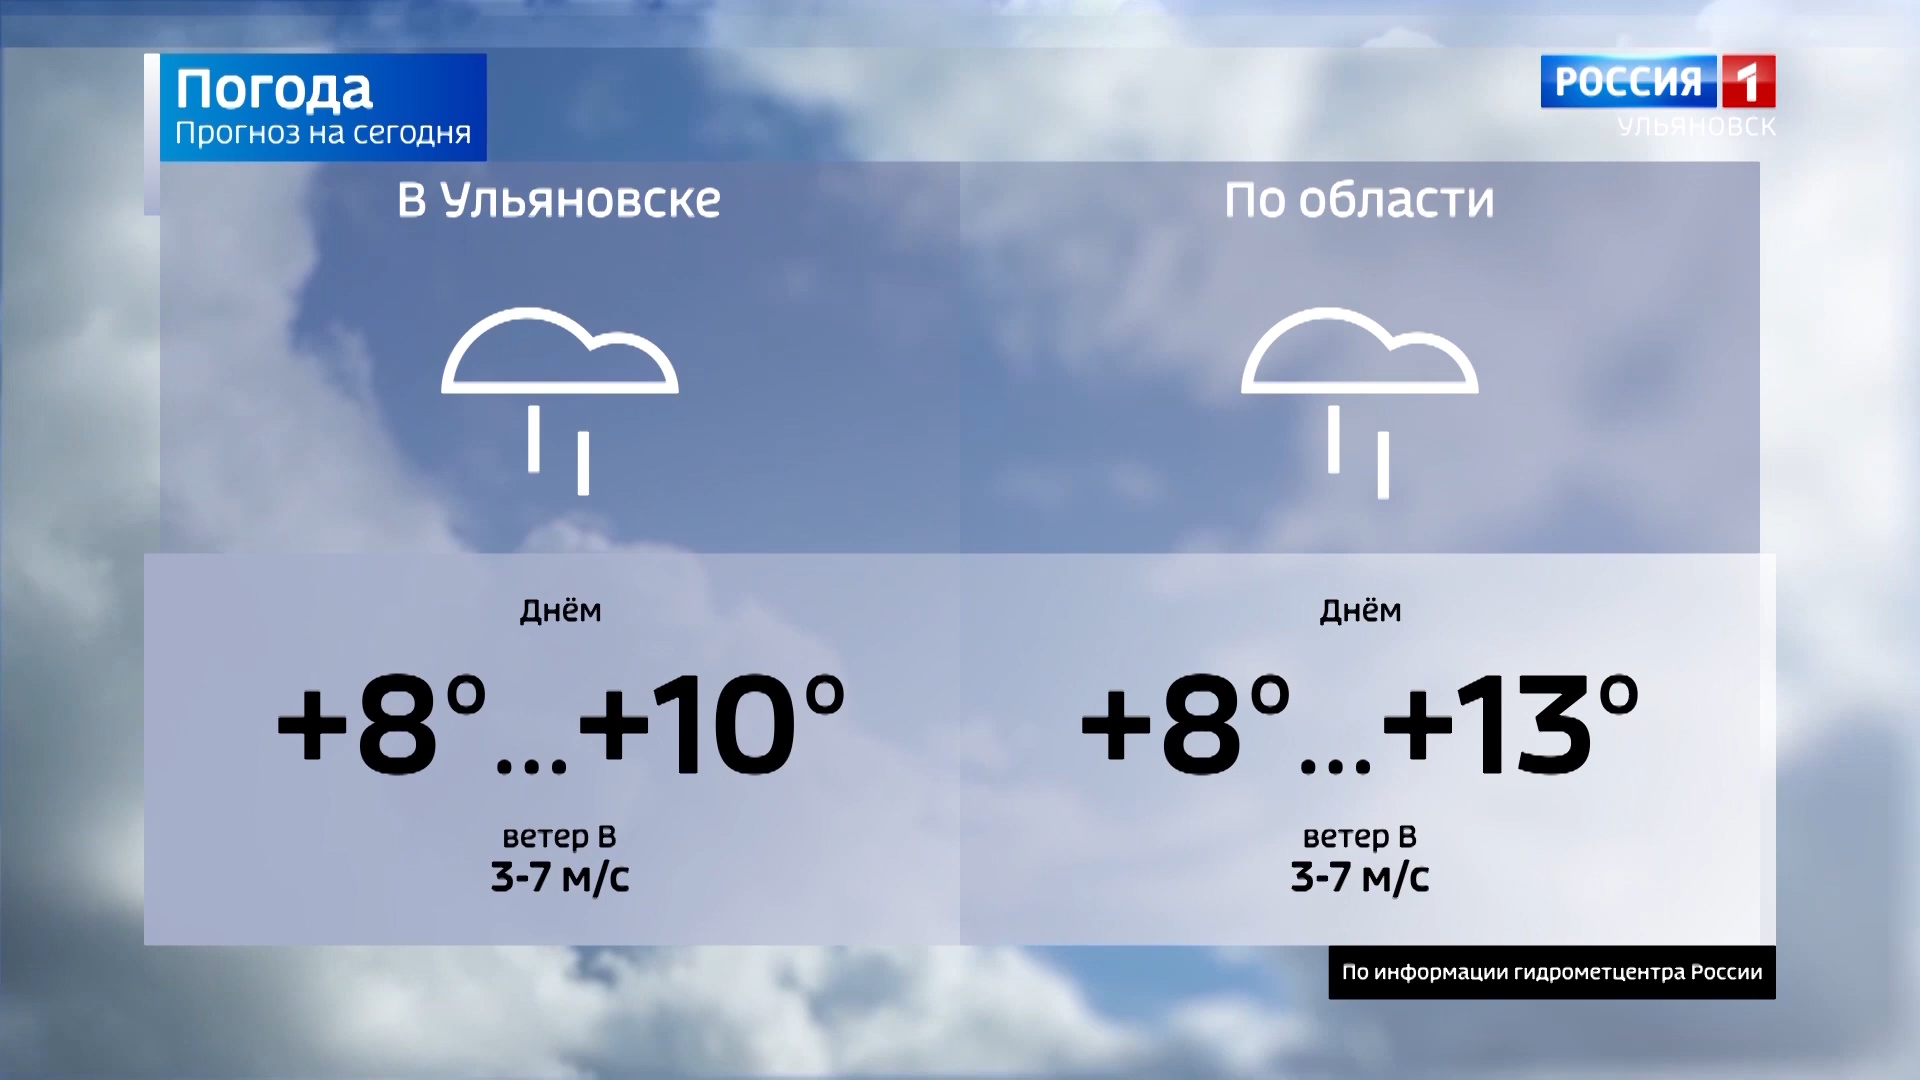 Погода
Прогноз на сегодня
РОССИЯ 1
УЛЬЯНОВСК
В Ульяновске
По области
Днём
+8°...+10°
ветер В
3-7 м/с
Днём
+8°...+13°
ветер В
3-7 м/с
По информации гидрометцентра России